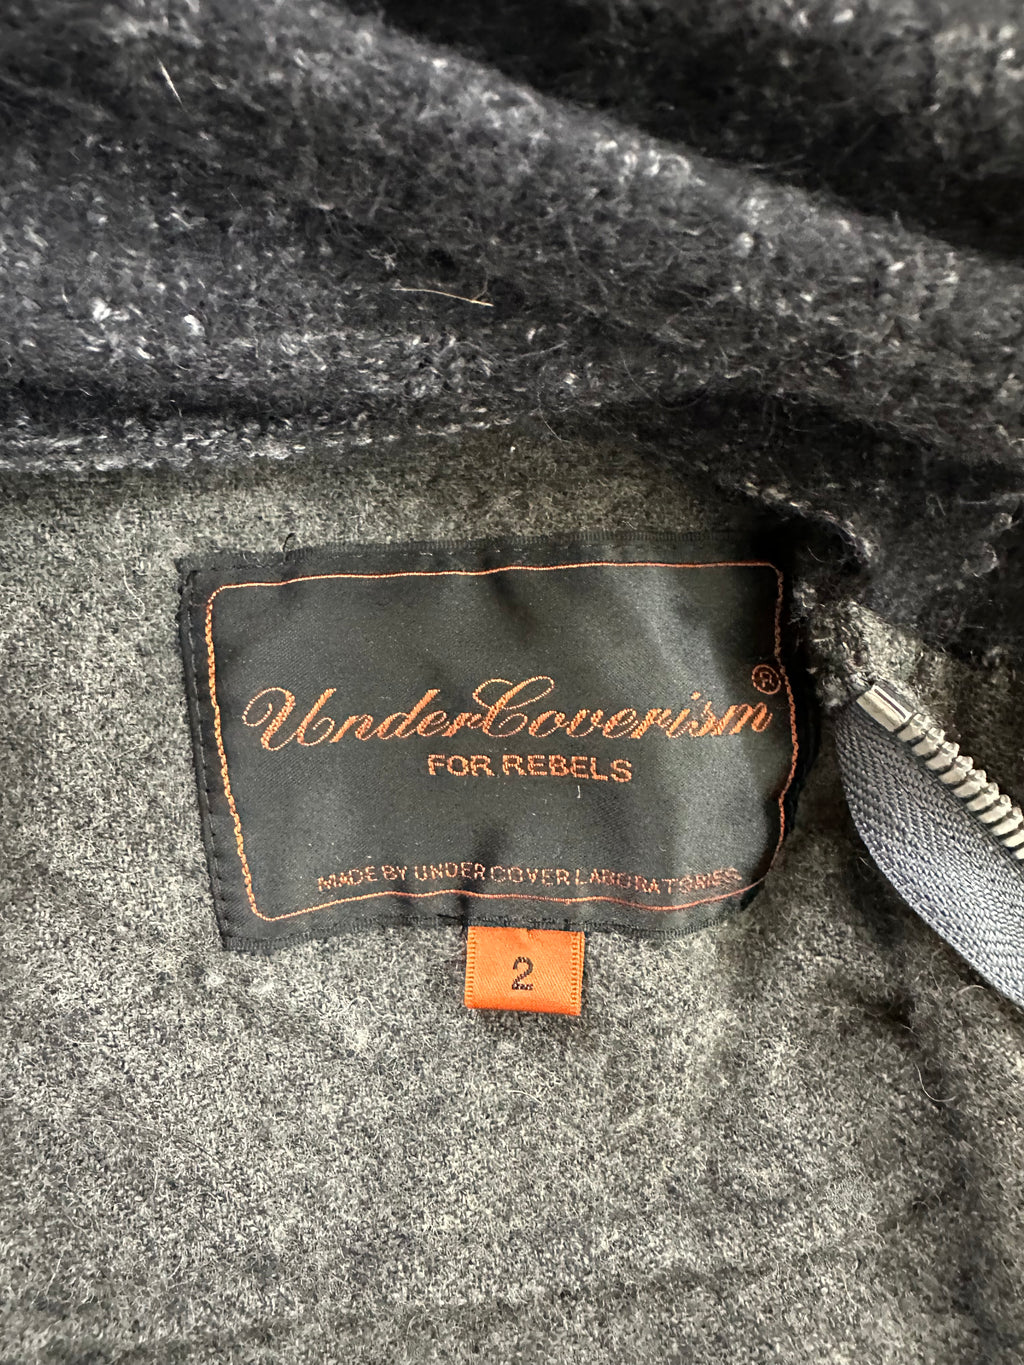 UnderCoverism®
FOR REBELS
MADE BY UNDER COVER LABORATORIES
2